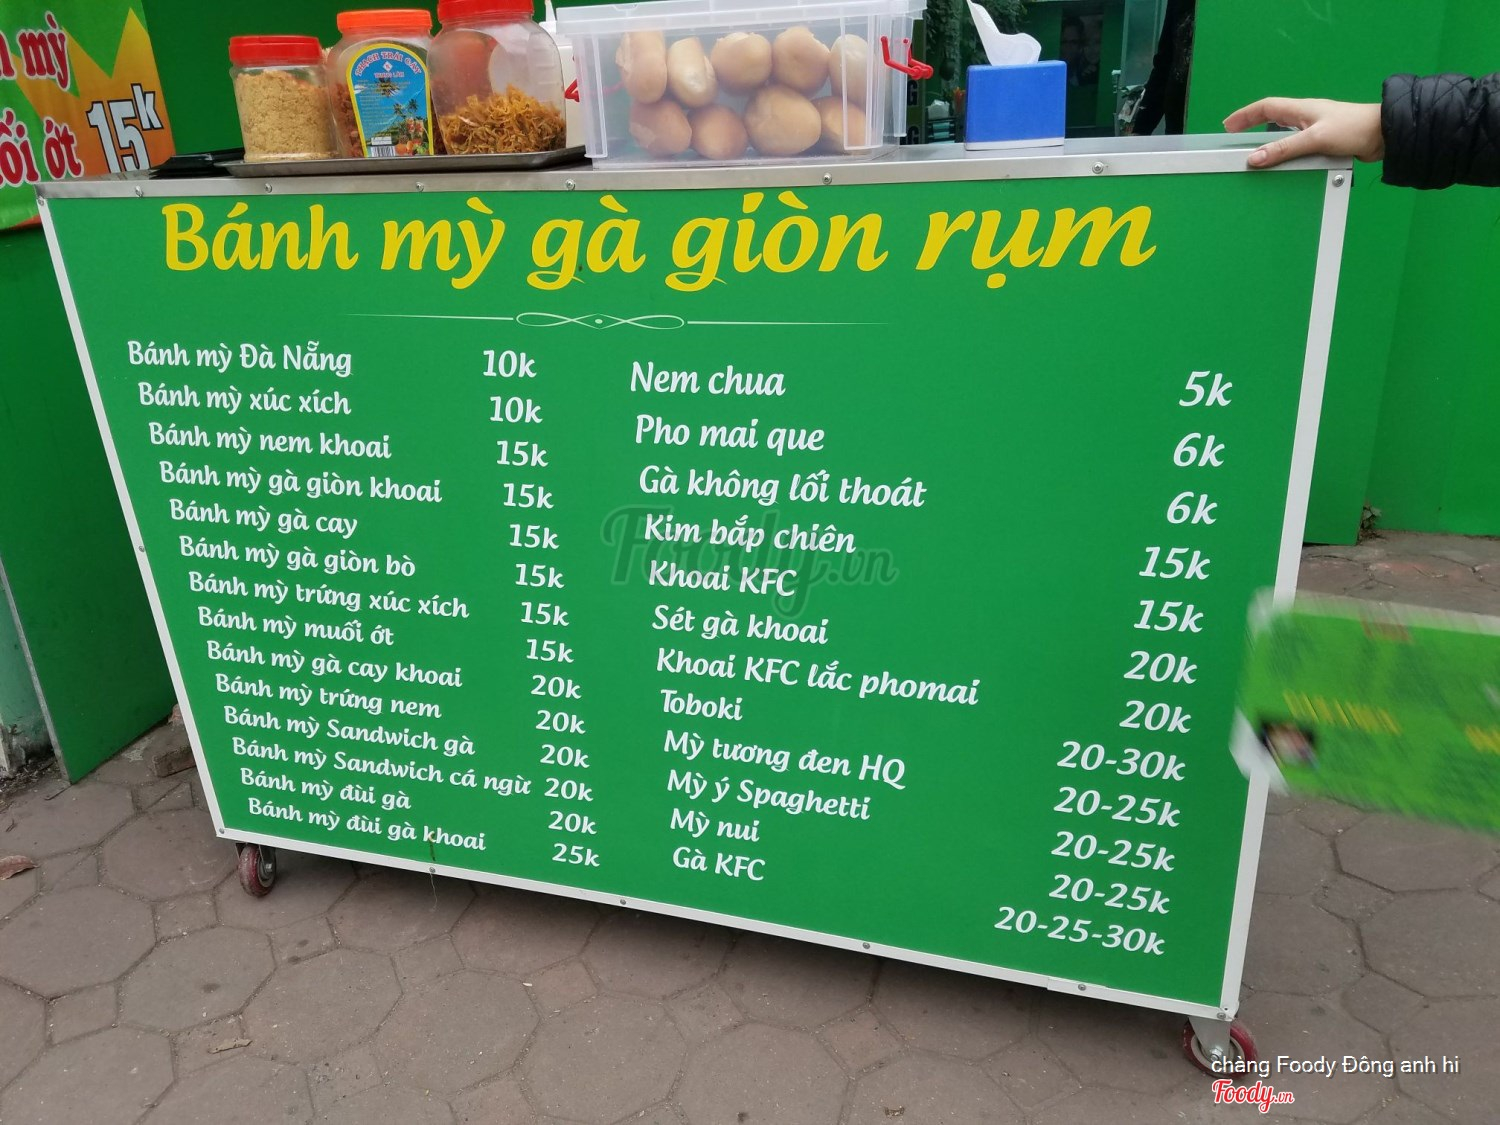 mỳ
ối ớt
15k
THẠCH TRÁI CÂY
Bánh mỳ gà giòn rụm
Bánh mỳ Đà Nẵng 10k
Bánh mỳ xúc xích 10k
Bánh mỳ nem khoai 15k
Bánh mỳ gà giòn khoai 15k
Bánh mỳ gà cay 15k
Bánh mỳ gà giòn bò 15k
Bánh mỳ trứng xúc xích 15k
Bánh mỳ muối ớt 15k
Bánh mỳ gà cay khoai 20k
Bánh mỳ trứng nem 20k
Bánh mỳ Sandwich gà 20k
Bánh mỳ Sandwich cá ngừ 20k
Bánh mỳ đùi gà 20k
Bánh mỳ đùi gà khoai 25k
Nem chua 5k
Pho mai que 6k
Gà không lối thoát 6k
Kim bắp chiên 15k
Khoai KFC 15k
Sét gà khoai 20k
Khoai KFC lắc phomai 20k
Toboki 20-30k
Mỳ tương đen HQ 20-25k
Mỳ ý Spaghetti 20-25k
Mỳ nui 20-25k
Gà KFC 20-25-30k
Foody.vn
chàng Foody Đông anh hi
Foody.vn